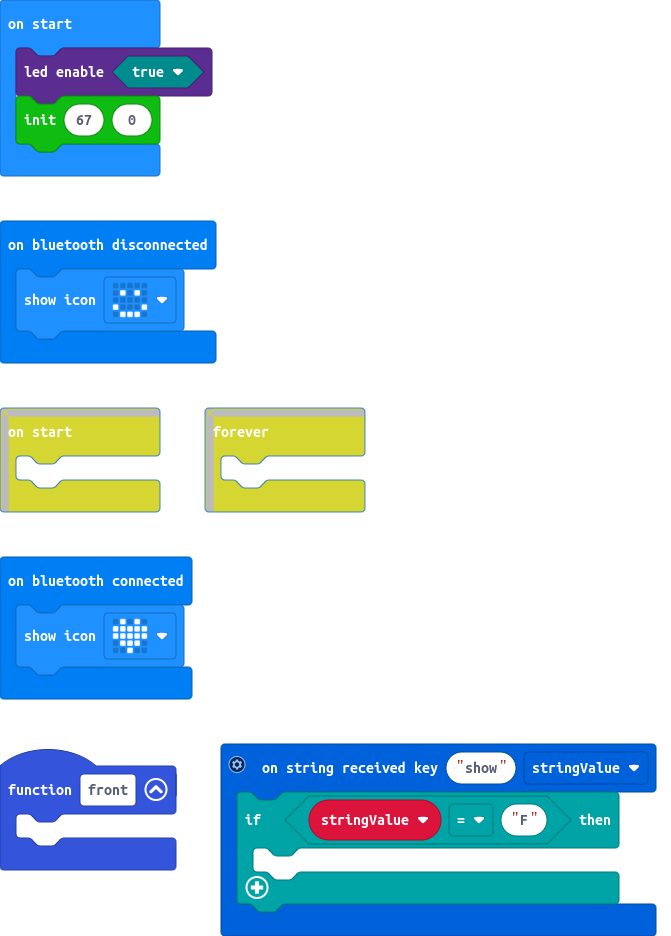 on start
led enable true
init 67 0
on bluetooth disconnected
show icon
on start
forever
on bluetooth connected
show icon
function front
on string received key "show" stringValue
if stringValue = "F" then